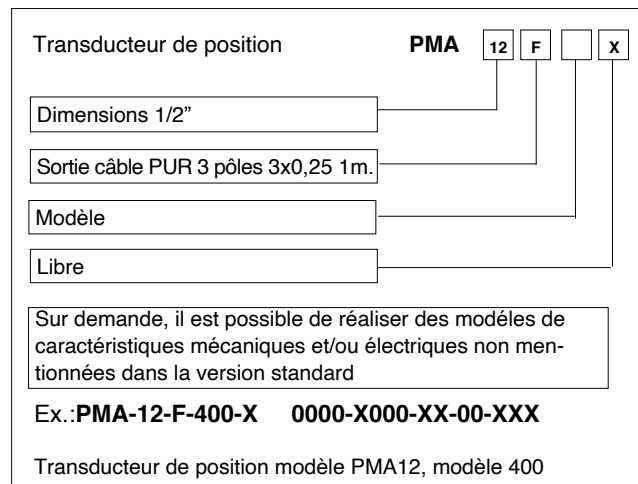 Transducteur de position PMA 12 F X
Dimensions 1/2”
Sortie câble PUR 3 pôles 3x0,25 1m.
Modèle
Libre
Sur demande, il est possible de réaliser des modéles de
caractéristiques mécaniques et/ou électriques non men-
tionnées dans la version standard
Ex.:PMA-12-F-400-X 0000-X000-XX-00-XXX
Transducteur de position modèle PMA12, modèle 400